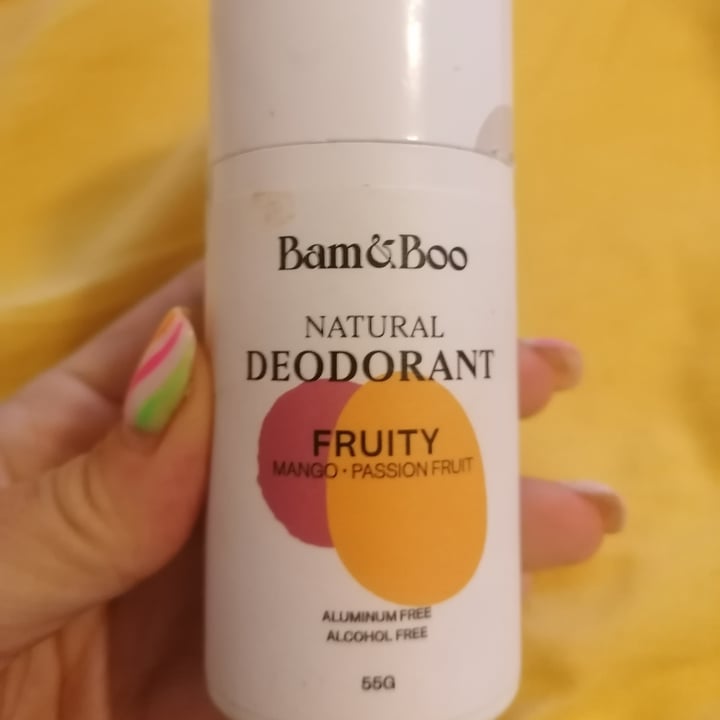 Bam&Boo
NATURAL
DEODORANT
FRUITY
MANGO · PASSION FRUIT
ALUMINUM FREE
ALCOHOL FREE
55G